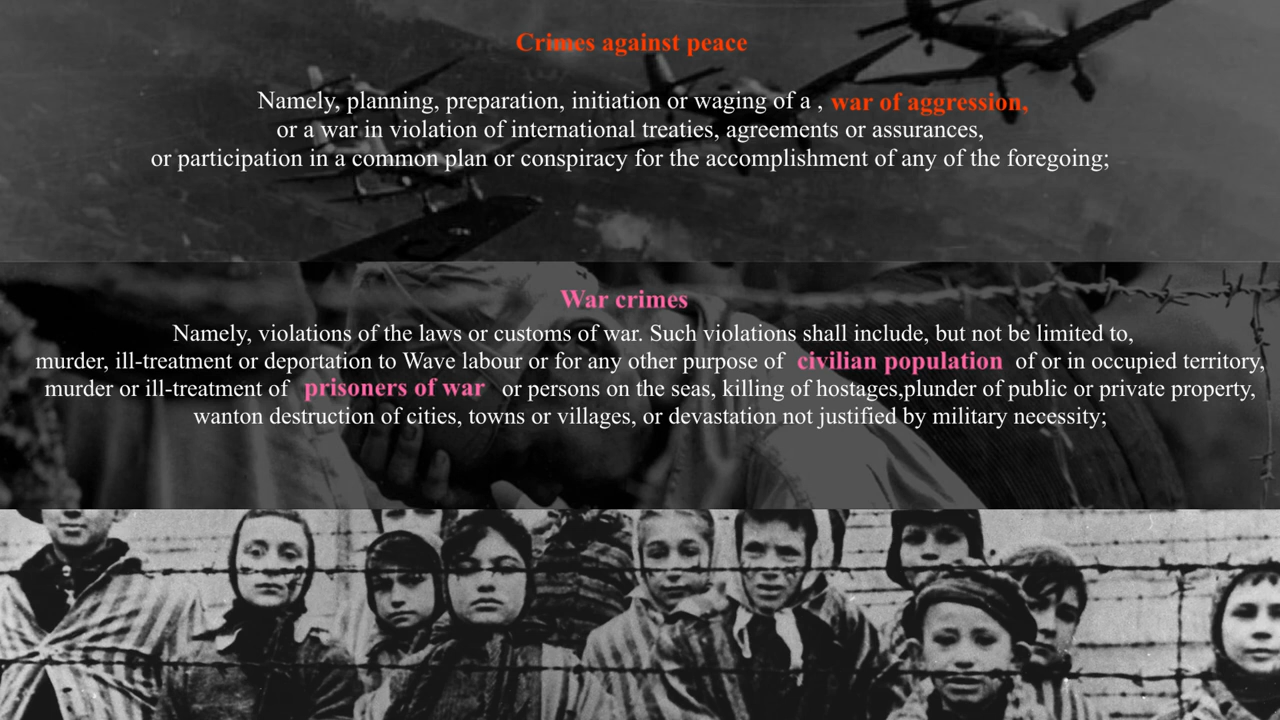 Crimes against peace
Namely, planning, preparation, initiation or waging of a , war of aggression,
or a war in violation of international treaties, agreements or assurances,
or participation in a common plan or conspiracy for the accomplishment of any of the foregoing;
War crimes
Namely, violations of the laws or customs of war. Such violations shall include, but not be limited to,
murder, ill-treatment or deportation to Wave labour or for any other purpose of civilian population of or in occupied territory,
murder or ill-treatment of prisoners of war or persons on the seas, killing of hostages,plunder of public or private property,
wanton destruction of cities, towns or villages, or devastation not justified by military necessity;